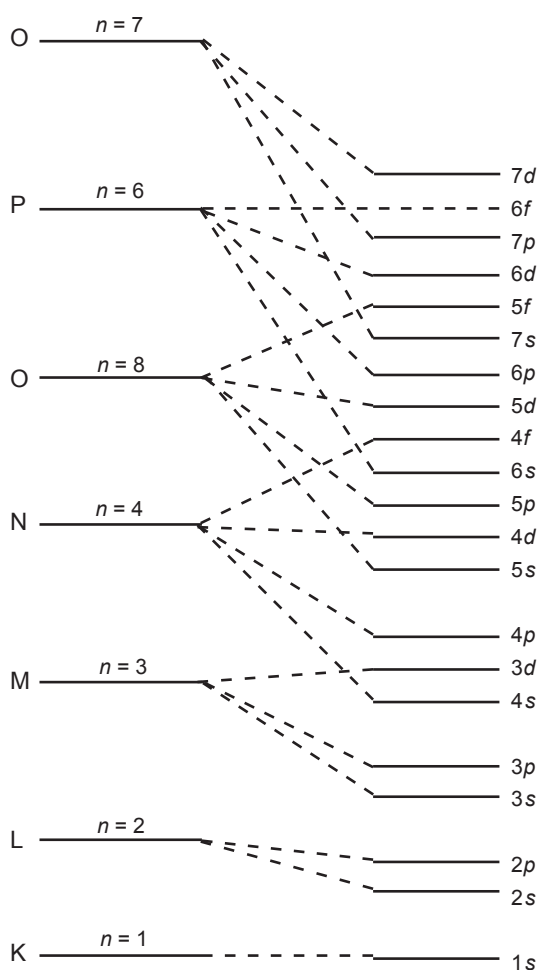 O n = 7
7d
P n = 6 6f
7p
6d
5f
7s
O n = 8 6p
5d
4f
6s
5p
N n = 4 4d
5s
4p
M n = 3 3d
4s
3p
3s
L n = 2 2p
2s
K n = 1 1s